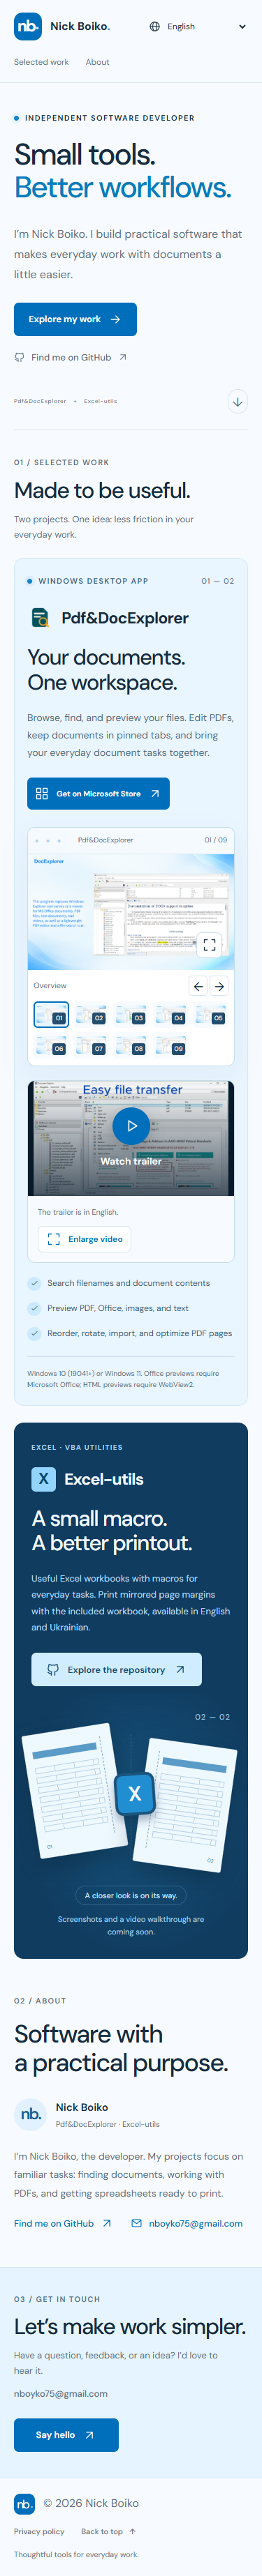 nb.
Nick Boiko.
English
Selected work
About
INDEPENDENT SOFTWARE DEVELOPER
Small tools.
Better workflows.
I'm Nick Boiko. I build practical software that
makes everyday work with documents a
little easier.
Explore my work
Find me on GitHub
Pdf&DocExplorer • Excel-utils
01 / SELECTED WORK
Made to be useful.
Two projects. One idea: less friction in your
everyday work.
WINDOWS DESKTOP APP
01 — 02
Pdf&DocExplorer
Your documents.
One workspace.
Browse, find, and preview your files. Edit PDFs,
keep documents in pinned tabs, and bring
your everyday document tasks together.
Get on Microsoft Store
Pdf&DocExplorer
01 / 09
DocExplorer
Overview
01
02
03
04
05
06
07
08
09
Easy file transfer
Watch trailer
The trailer is in English.
Enlarge video
Search filenames and document contents
Preview PDF, Office, images, and text
Reorder, rotate, import, and optimize PDF pages
Windows 10 (19041+) or Windows 11. Office previews require
Microsoft Office; HTML previews require WebView2.
EXCEL · VBA UTILITIES
X
Excel-utils
A small macro.
A better printout.
Useful Excel workbooks with macros for
everyday tasks. Print mirrored page margins
with the included workbook, available in English
and Ukrainian.
Explore the repository
02 — 02
X
01
02
A closer look is on its way.
Screenshots and a video walkthrough are
coming soon.
02 / ABOUT
Software with
a practical purpose.
nb.
Nick Boiko
Pdf&DocExplorer · Excel-utils
I'm Nick Boiko, the developer. My projects focus on
familiar tasks: finding documents, working with
PDFs, and getting spreadsheets ready to print.
Find me on GitHub
nboyko75@gmail.com
03 / GET IN TOUCH
Let's make work simpler.
Have a question, feedback, or an idea? I'd love to
hear it.
nboyko75@gmail.com
Say hello
nb.
© 2026 Nick Boiko
Privacy policy
Back to top
Thoughtful tools for everyday work.